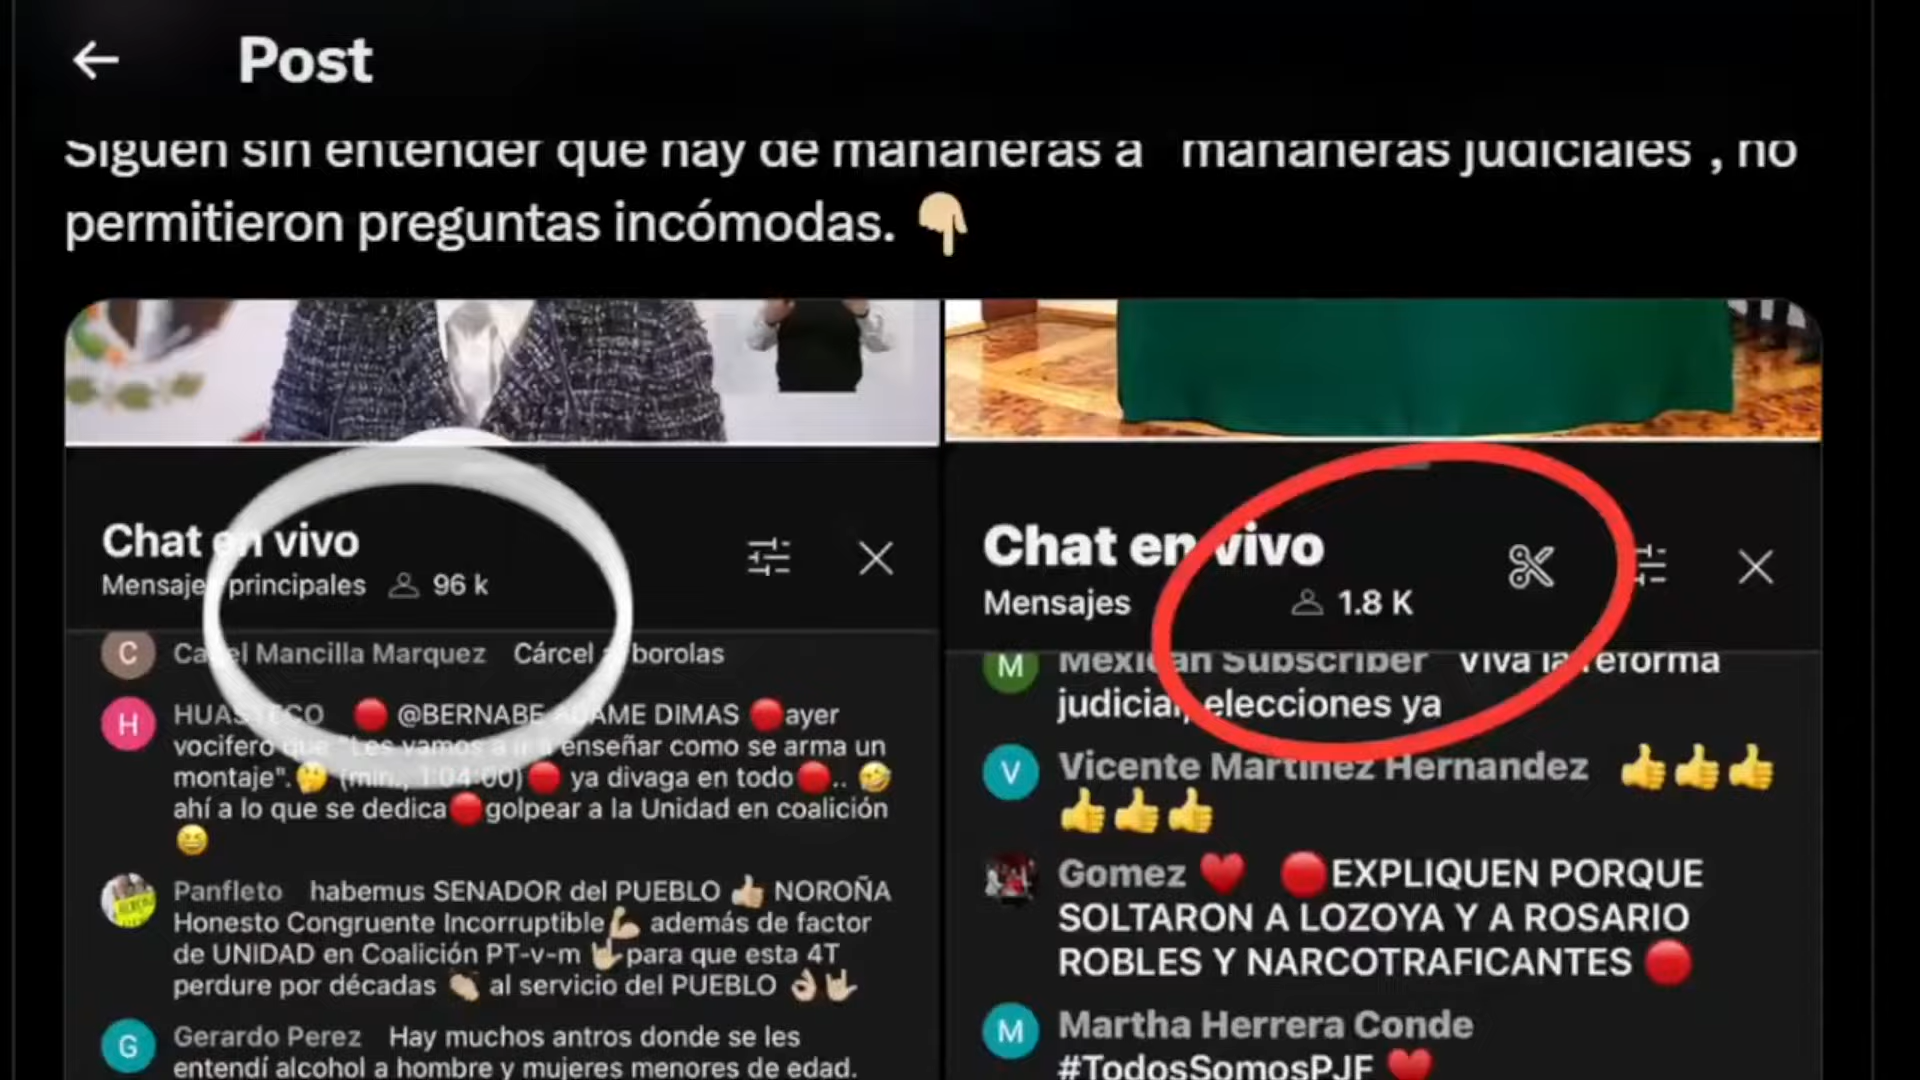 Post
Siguen sin entender que hay de mañaneras a "mañaneras judiciales", no
permitieron preguntas incómodas. 👇🏼
Chat en vivo
Mensajes principales 96 k
Mancilla Marquez Cárcel a borolas
HUASTECO 🔴 @BERNABE ADAME DIMAS 🔴ayer
vocifero que "Les vamos a ir a enseñar como se arma un
montaje".🤔 (min., 1:04:00)🔴 ya divaga en todo🔴.. 🤣
ahí a lo que se dedica🔴golpear a la Unidad en coalición
😆
Panfleto habemus SENADOR del PUEBLO 👍🏼 NOROÑA
Honesto Congruente Incorruptible💪🏼 además de factor
de UNIDAD en Coalición PT-v-m 🤟🏼para que esta 4T
perdure por décadas 👏🏼 al servicio del PUEBLO 👌🏼🤟🏼
Gerardo Perez Hay muchos antros donde se les
entendí alcohol a hombre y mujeres menores de edad.
Chat en vivo
Mensajes 1.8 K
Mexican Subscriber Viva la reforma
judicial, elecciones ya
Vicente Martinez Hernandez 👍👍👍
👍👍👍
Gomez ♥️ 🔴EXPLIQUEN PORQUE
SOLTARON A LOZOYA Y A ROSARIO
ROBLES Y NARCOTRAFICANTES 🔴
Martha Herrera Conde
#TodosSomosPJF ♥️
C
H
G
M
V
M